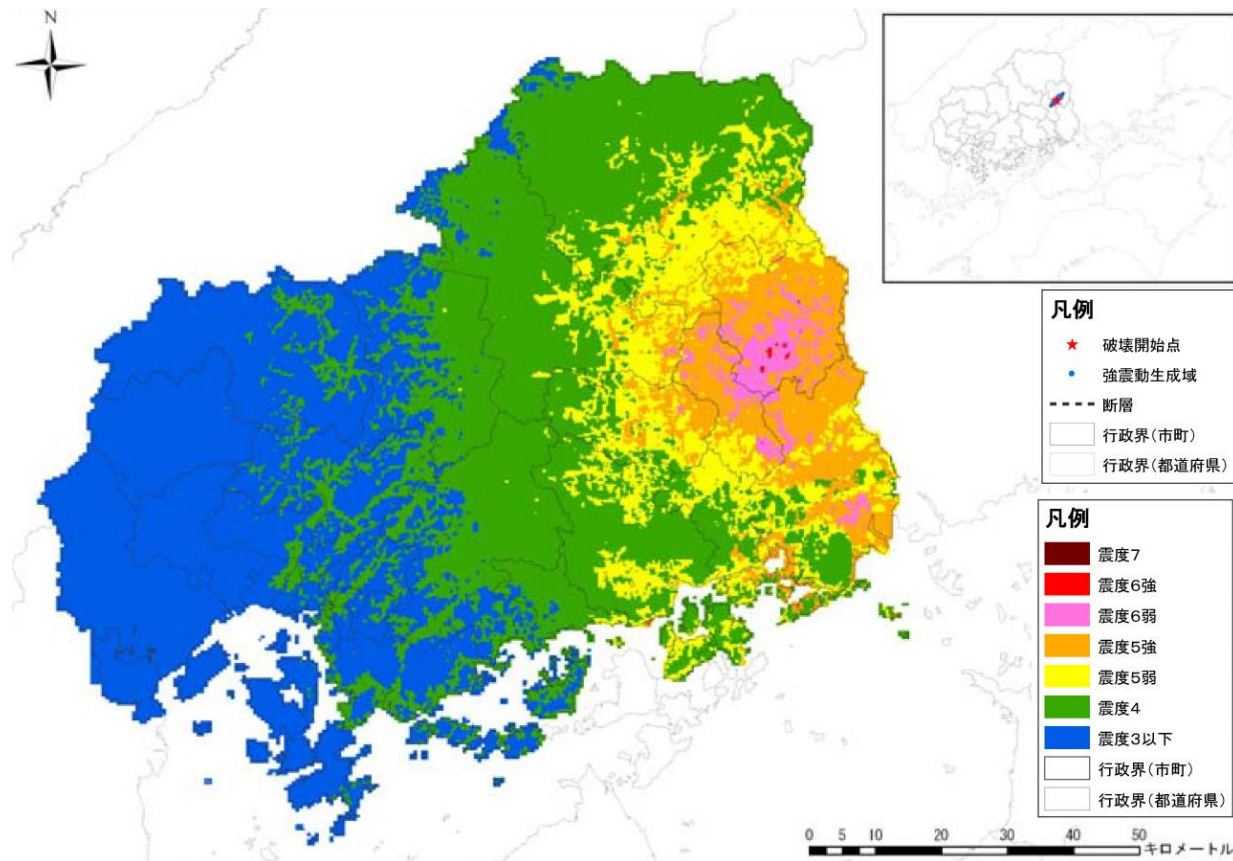 N
凡例
破壊開始点
強震動生成域
断層
行政界(市町)
行政界(都道府県)
凡例
震度7
震度6強
震度6弱
震度5強
震度5弱
震度4
震度3以下
行政界(市町)
行政界(都道府県)
0 5 10 20 30 40 50
キロメートル